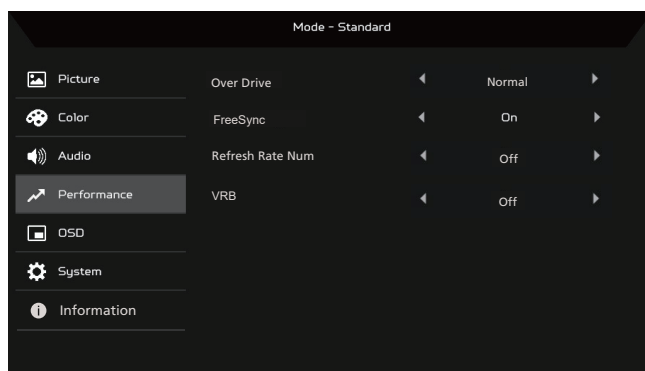 Mode - Standard
Picture
Over Drive Normal
Color
FreeSync On
Audio
Refresh Rate Num Off
Performance
VRB Off
OSD
System
Information